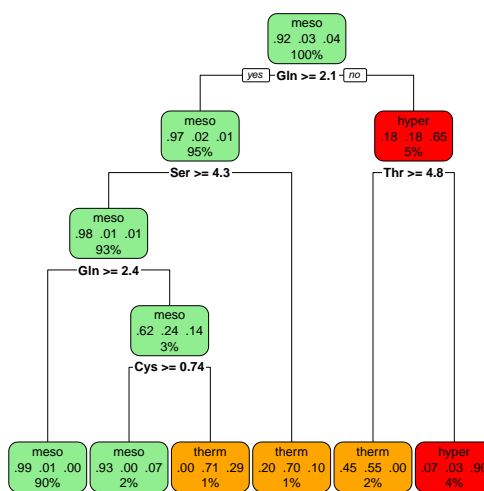 meso
.92 .03 .04
100%
yes Gln >= 2.1 no
meso
.97 .02 .01
95%
hyper
.18 .18 .65
5%
Ser >= 4.3
Thr >= 4.8
meso
.98 .01 .01
93%
Gln >= 2.4
meso
.62 .24 .14
3%
Cys >= 0.74
meso
.99 .01 .00
90%
meso
.93 .00 .07
2%
therm
.00 .71 .29
1%
therm
.20 .70 .10
1%
therm
.45 .55 .00
2%
hyper
.07 .03 .90
4%